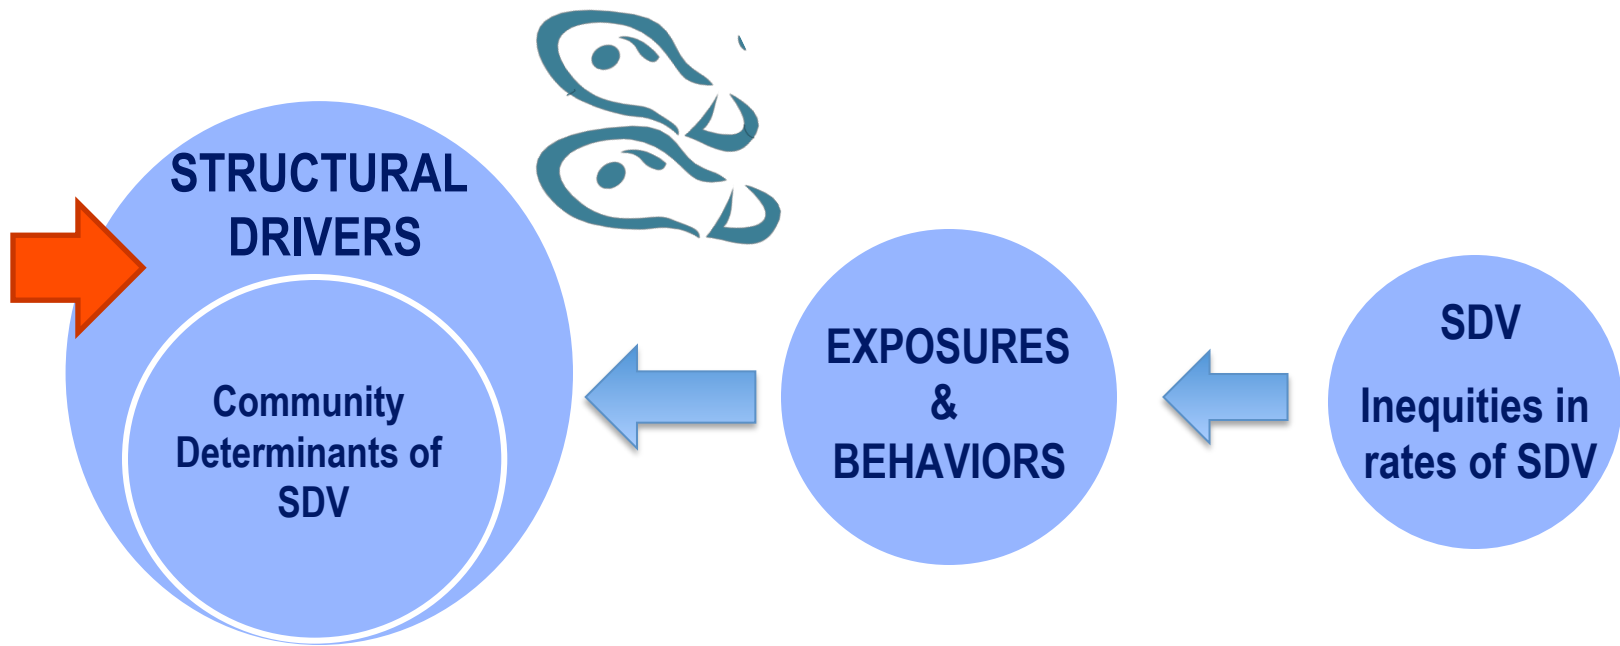 STRUCTURAL
DRIVERS
Community
Determinants of
SDV
EXPOSURES
&
BEHAVIORS
SDV
Inequities in
rates of SDV